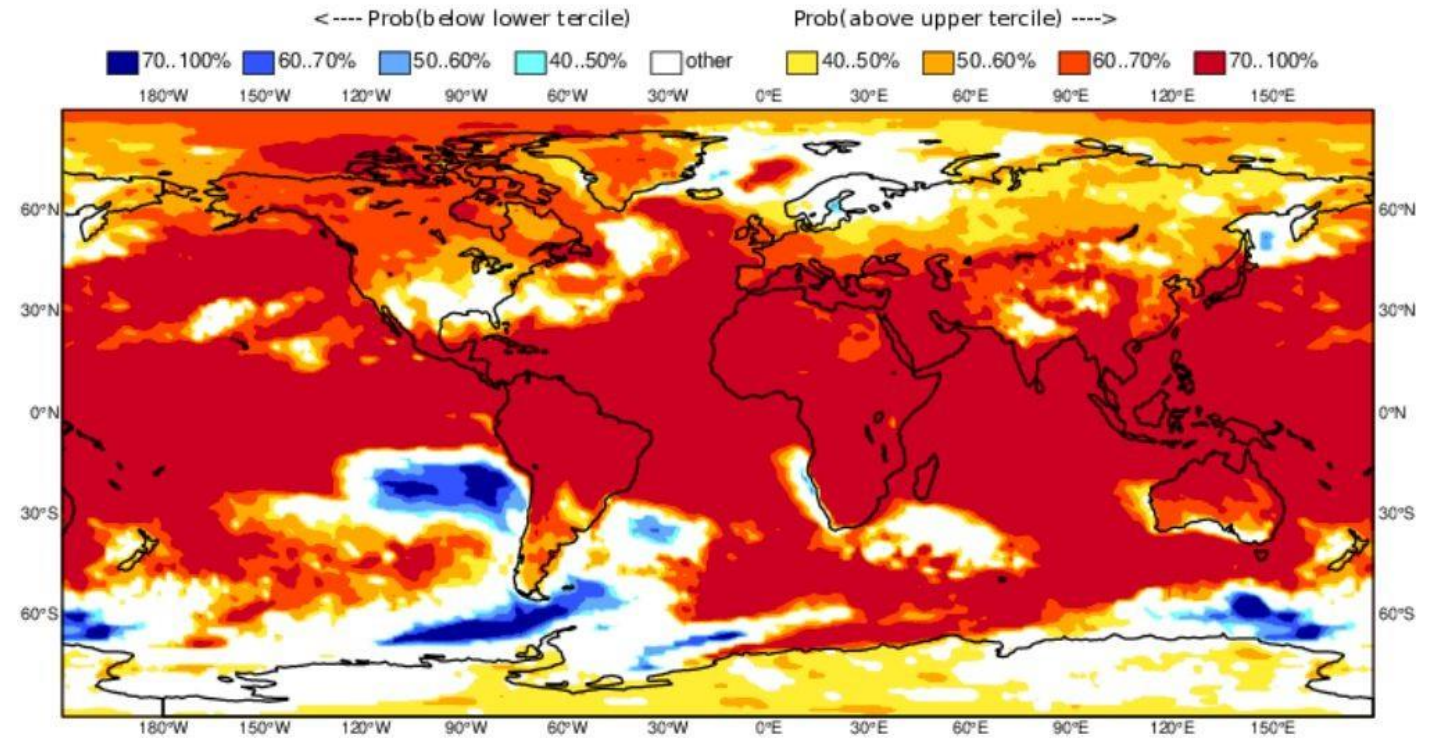 <---- Prob(below lower tercile) Prob(above upper tercile) ---->
70..100% 60..70% 50..60% 40..50% other 40..50% 50..60% 60..70% 70..100%
180°W 150°W 120°W 90°W 60°W 30°W 0°E 30°E 60°E 90°E 120°E 150°E
60°N 60°N
30°N 30°N
0°N 0°N
30°S 30°S
60°S 60°S
180°W 150°W 120°W 90°W 60°W 30°W 0°E 30°E 60°E 90°E 120°E 150°E